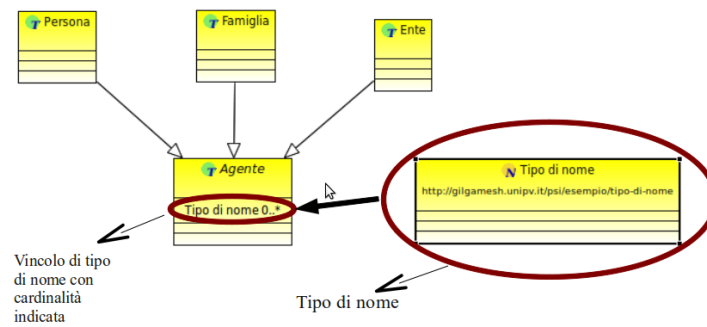 T Persona
T Famiglia
T Ente
T Agente
Tipo di nome 0..*
N Tipo di nome
http://gilgamesh.unipv.it/psi/esempio/tipo-di-nome
Vincolo di tipo
di nome con
cardinalità
indicata
Tipo di nome